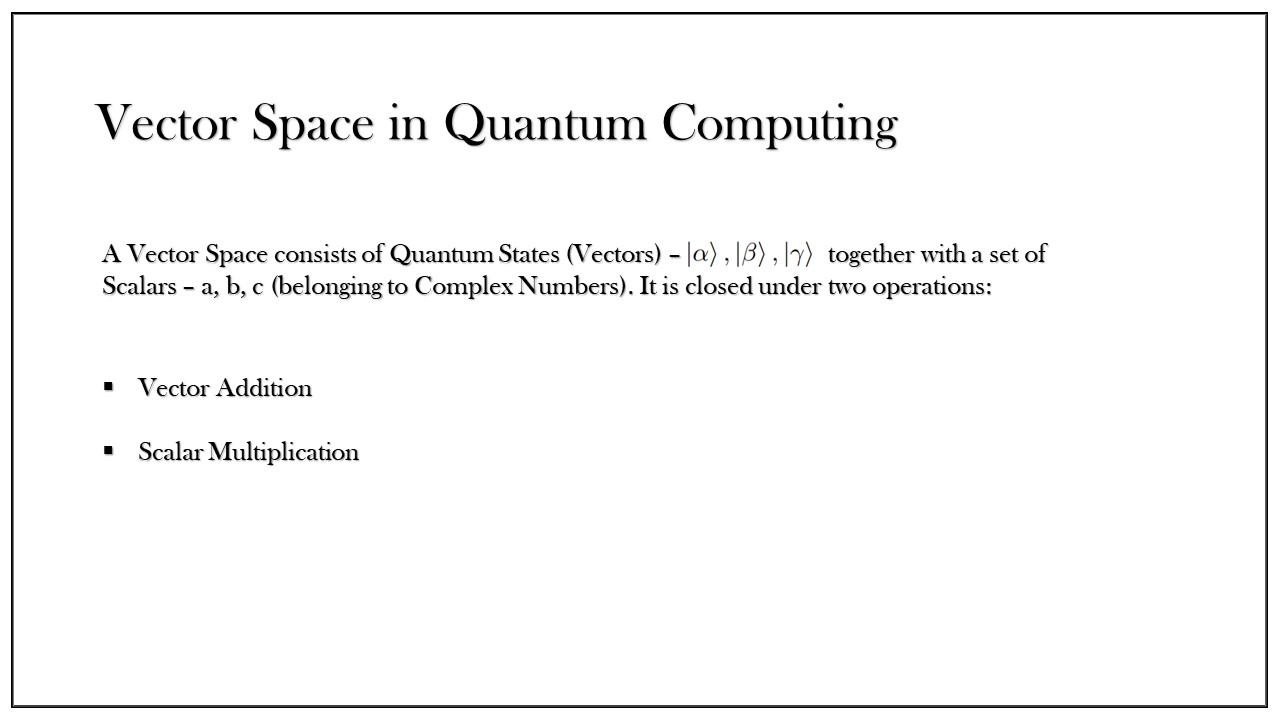 Vector Space in Quantum Computing
A Vector Space consists of Quantum States (Vectors) – |α⟩ , |β⟩ , |γ⟩ together with a set of
Scalars – a, b, c (belonging to Complex Numbers). It is closed under two operations:
▪ Vector Addition
▪ Scalar Multiplication